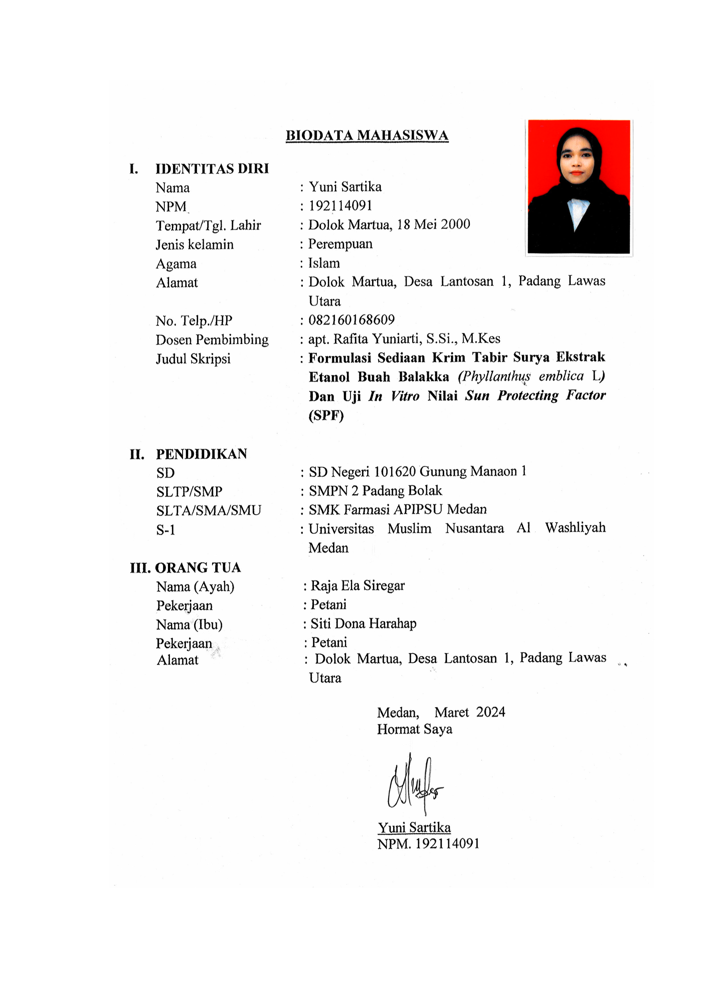 BIODATA MAHASISWA
I. IDENTITAS DIRI
Nama : Yuni Sartika
NPM : 192114091
Tempat/Tgl. Lahir : Dolok Martua, 18 Mei 2000
Jenis kelamin : Perempuan
Agama : Islam
Alamat : Dolok Martua, Desa Lantosan 1, Padang Lawas
Utara
No. Telp./HP : 082160168609
Dosen Pembimbing : apt. Rafita Yuniarti, S.Si., M.Kes
Judul Skripsi : Formulasi Sediaan Krim Tabir Surya Ekstrak
Etanol Buah Balakka (Phyllanthus emblica L)
Dan Uji In Vitro Nilai Sun Protecting Factor
(SPF)
II. PENDIDIKAN
SD : SD Negeri 101620 Gunung Manaon 1
SLTP/SMP : SMPN 2 Padang Bolak
SLTA/SMA/SMU : SMK Farmasi APIPSU Medan
S-1 : Universitas Muslim Nusantara Al Washliyah
Medan
III. ORANG TUA
Nama (Ayah) : Raja Ela Siregar
Pekerjaan : Petani
Nama (Ibu) : Siti Dona Harahap
Pekerjaan : Petani
Alamat : Dolok Martua, Desa Lantosan 1, Padang Lawas
Utara
Medan, Maret 2024
Hormat Saya
Yuni Sartika
NPM. 192114091